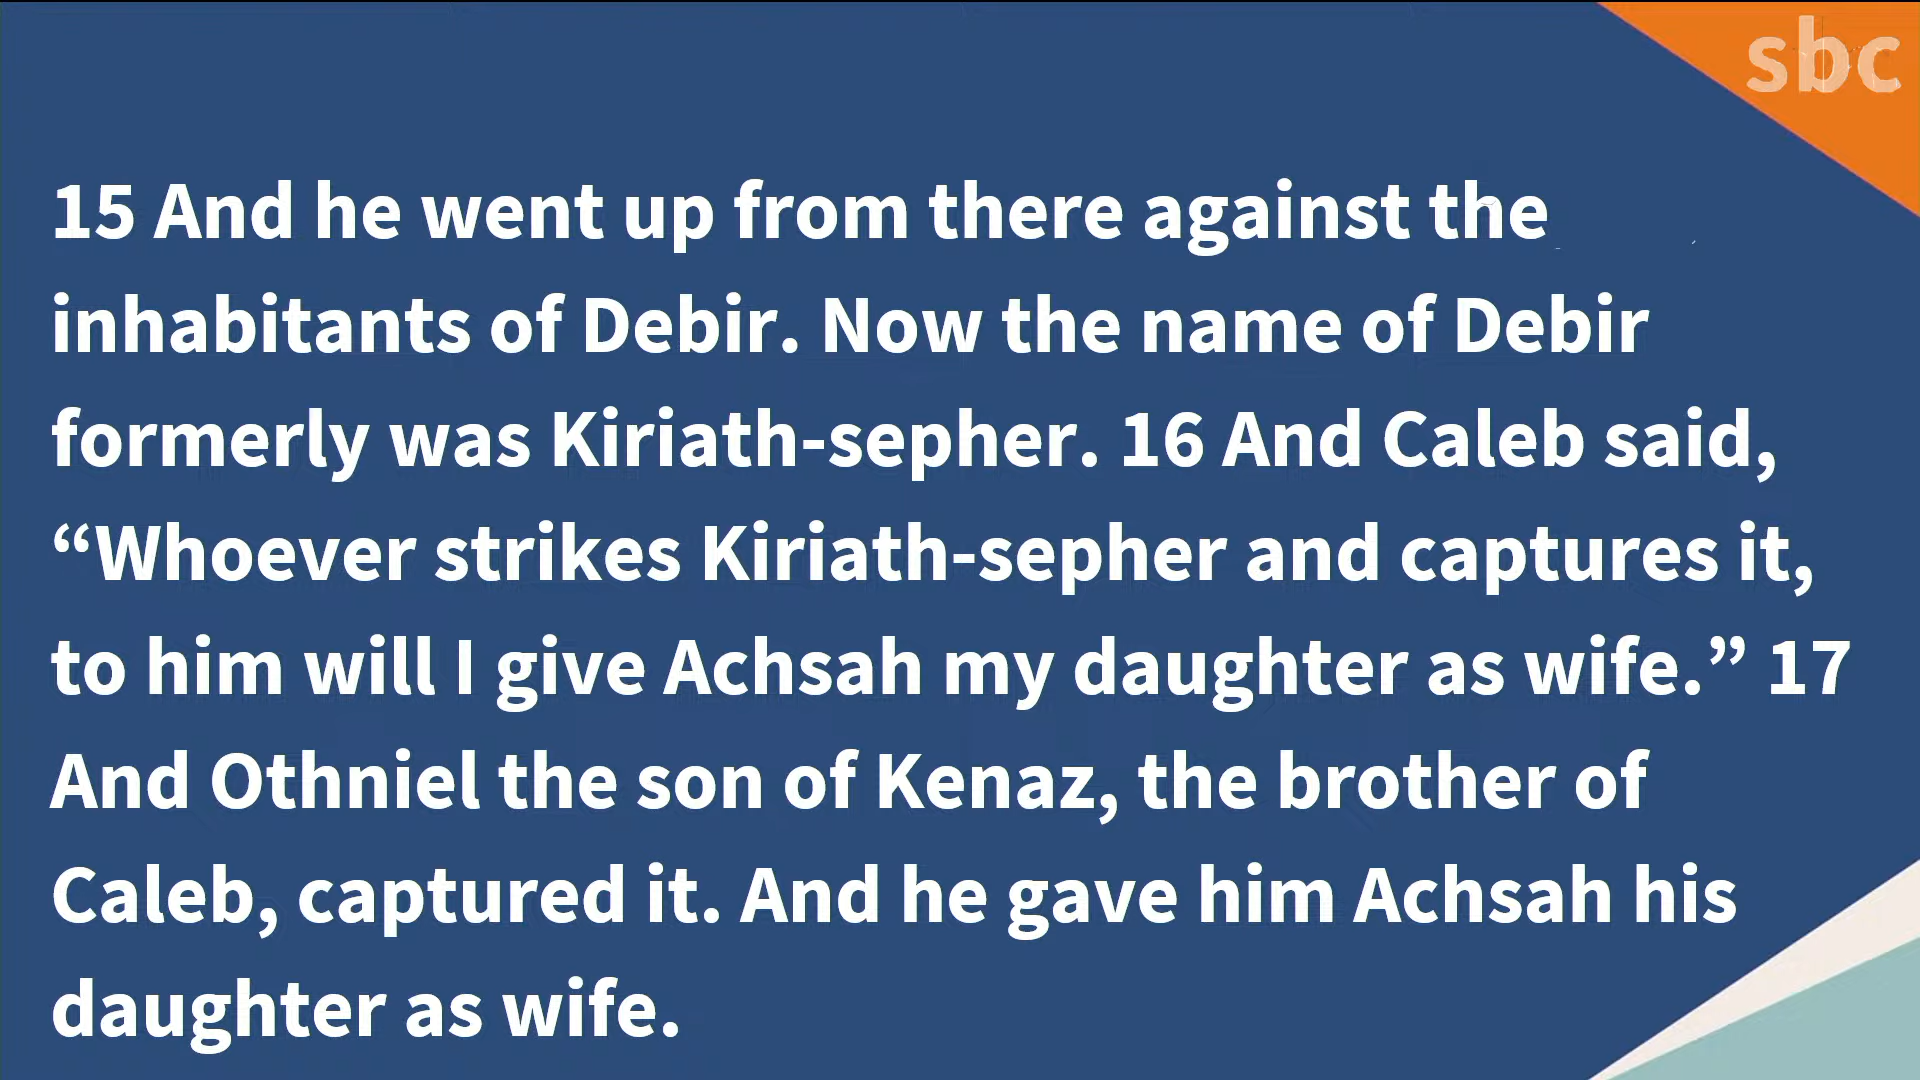 sbc
15 And he went up from there against the
inhabitants of Debir. Now the name of Debir
formerly was Kiriath-sepher. 16 And Caleb said,
“Whoever strikes Kiriath-sepher and captures it,
to him will I give Achsah my daughter as wife.” 17
And Othniel the son of Kenaz, the brother of
Caleb, captured it. And he gave him Achsah his
daughter as wife.